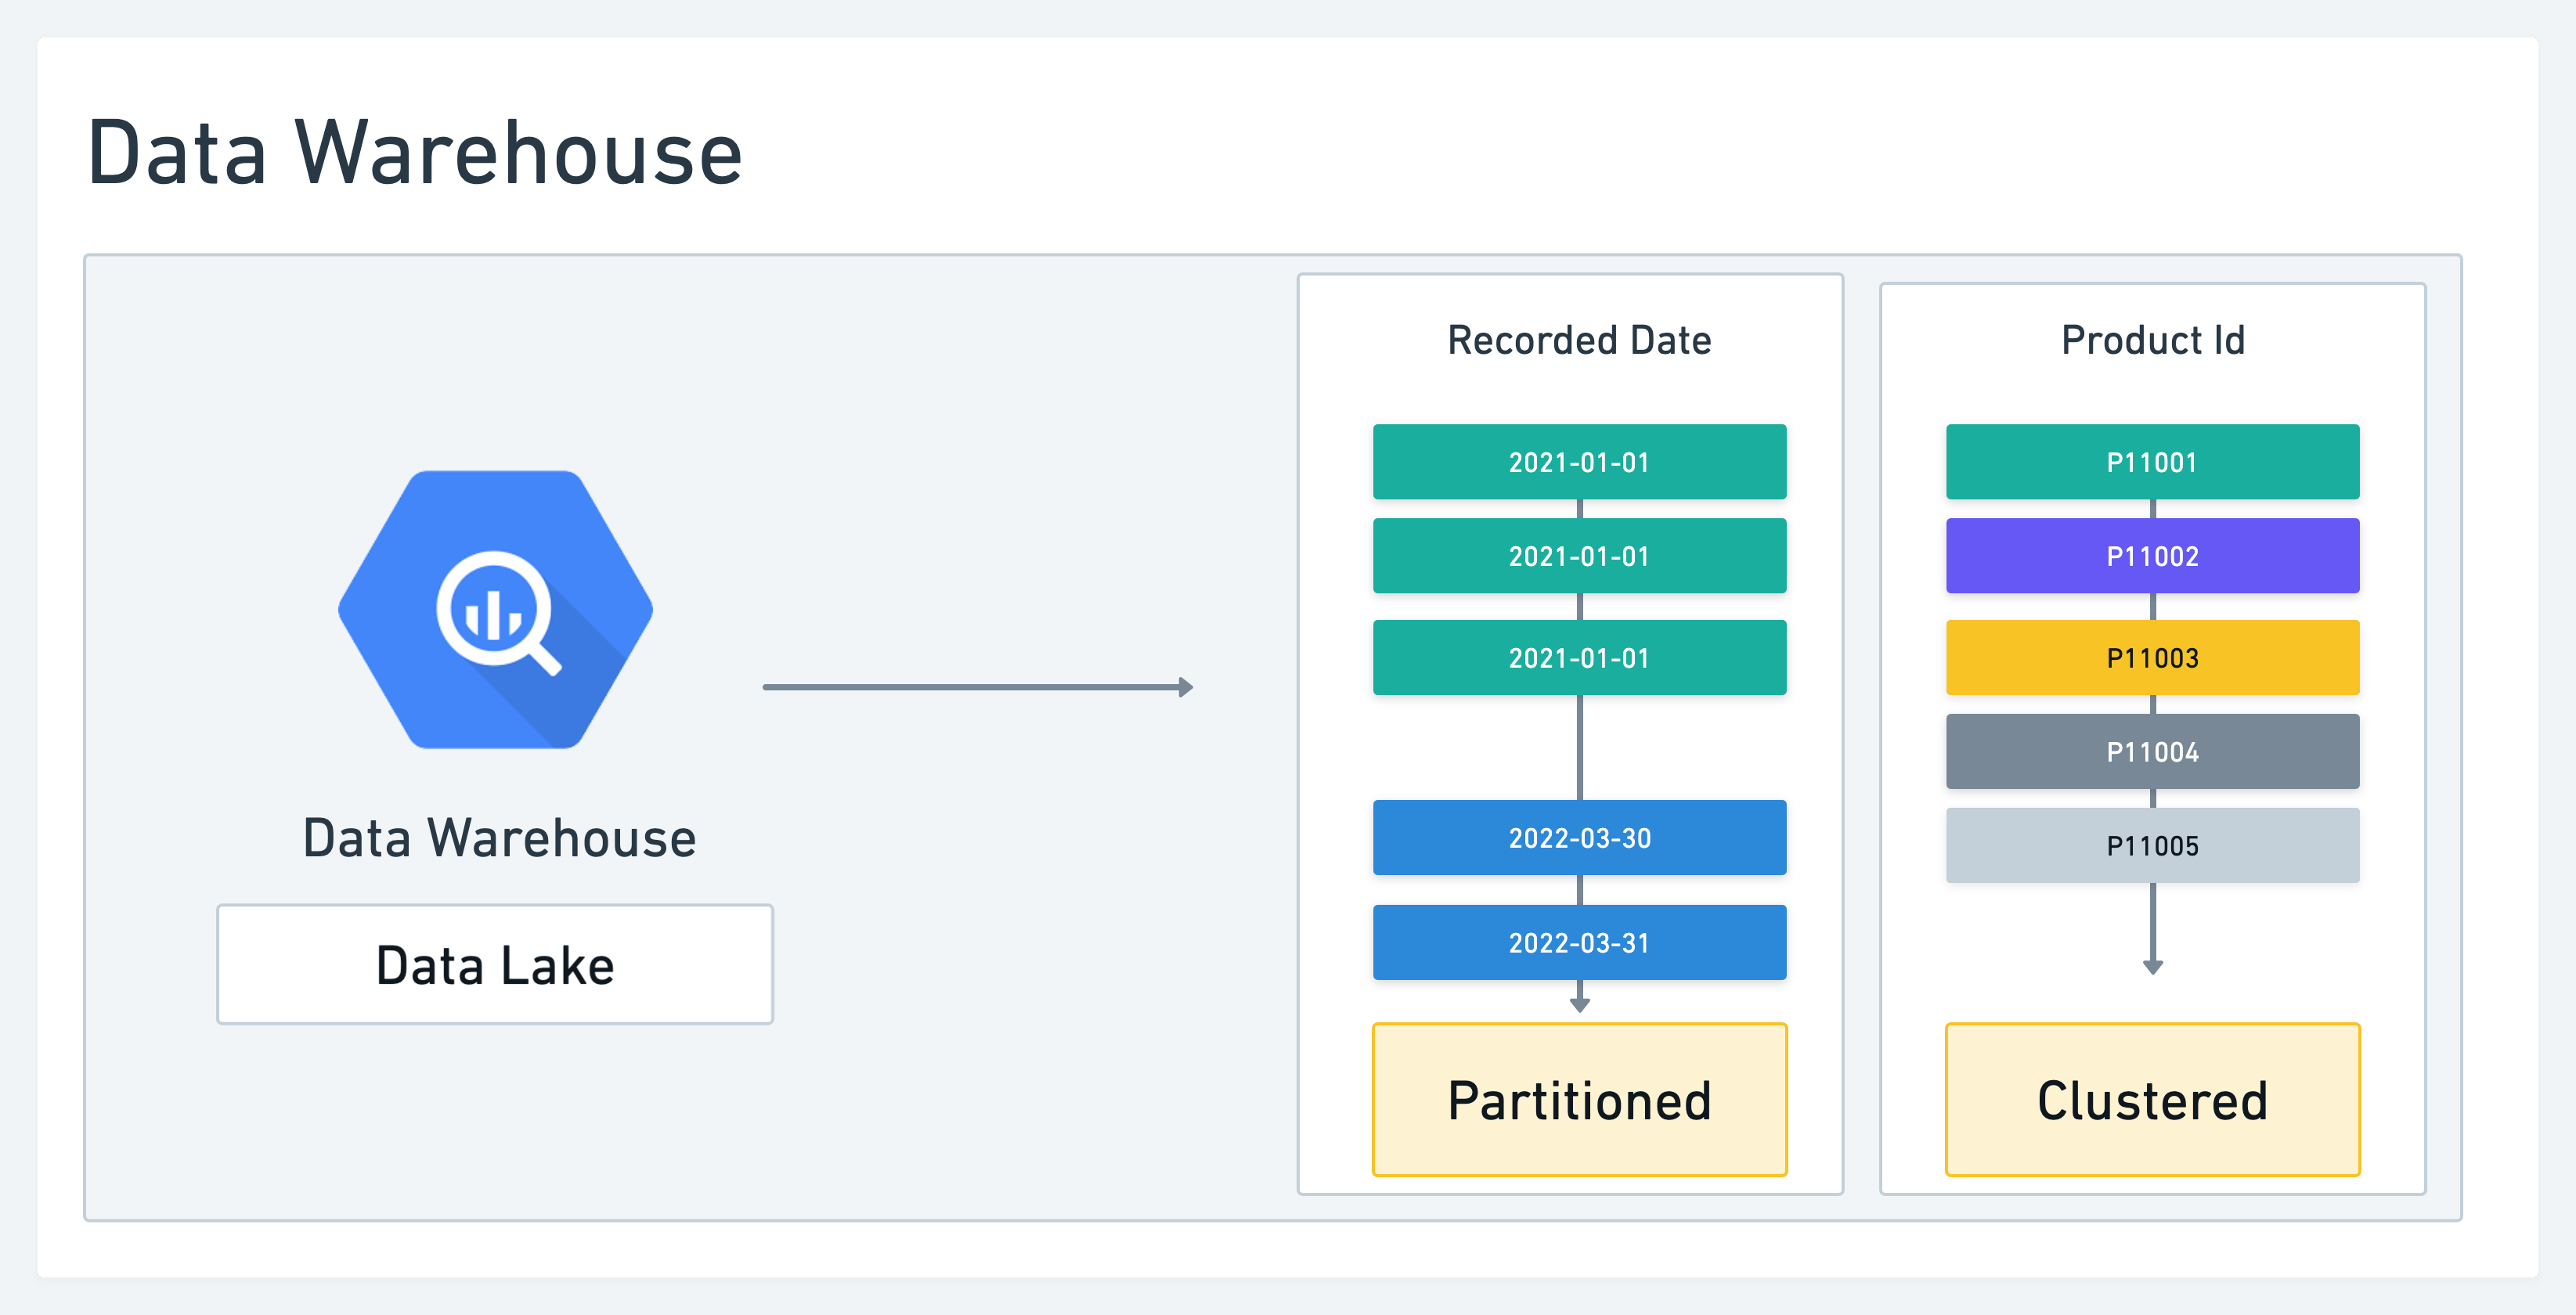 Data Warehouse
Data Warehouse
Data Lake
Recorded Date
2021-01-01
2021-01-01
2021-01-01
2022-03-30
2022-03-31
Partitioned
Product Id
P11001
P11002
P11003
P11004
P11005
Clustered